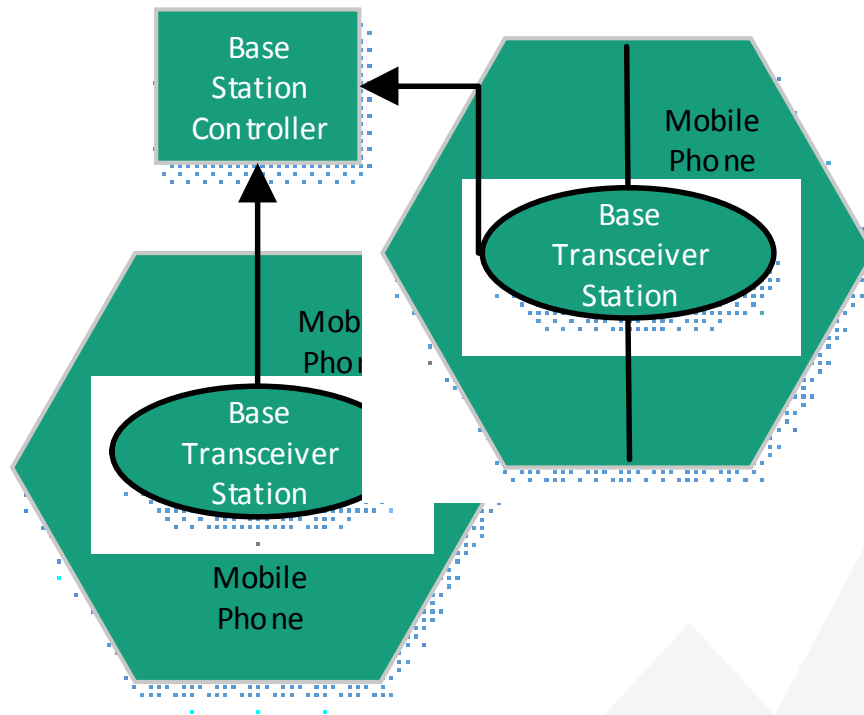 Base
Station
Controller
Mobile
Phone
Base
Transceiver
Station
Base
Transceiver
Station
Mobile
Phone